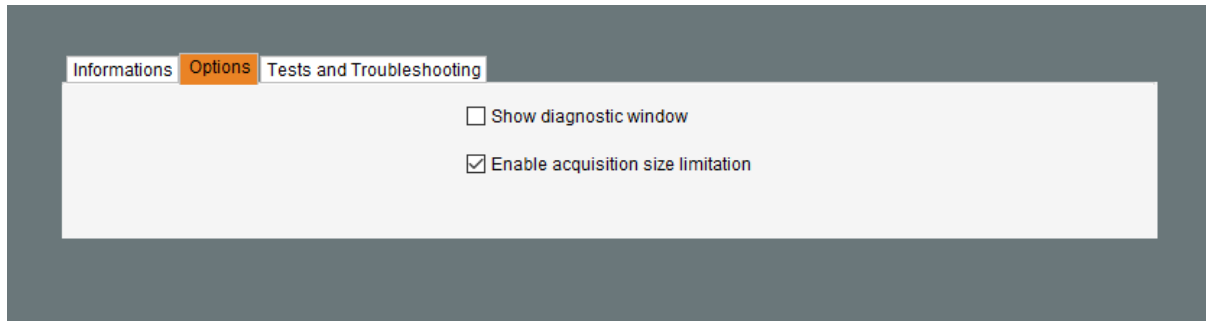 Informations Options Tests and Troubleshooting
Show diagnostic window
Enable acquisition size limitation